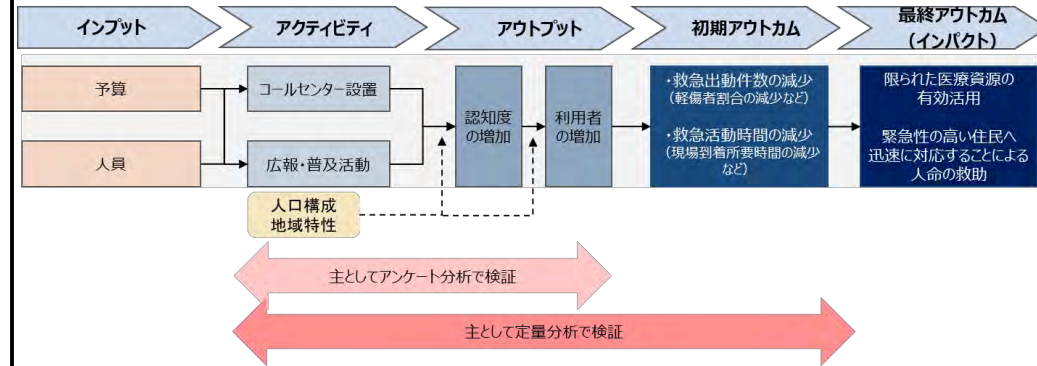 インプット
アクティビティ
アウトプット
初期アウトカム
最終アウトカム
（インパクト）
予算
人員
コールセンター設置
広報・普及活動
人口構成
地域特性
認知度
の増加
利用者
の増加
・救急出動件数の減少
（軽傷者割合の減少など）
・救急活動時間の減少
（現場到着所要時間の減少
など）
限られた医療資源の
有効活用
緊急性の高い住民へ
迅速に対応することによる
人命の救助
主としてアンケート分析で検証
主として定量分析で検証